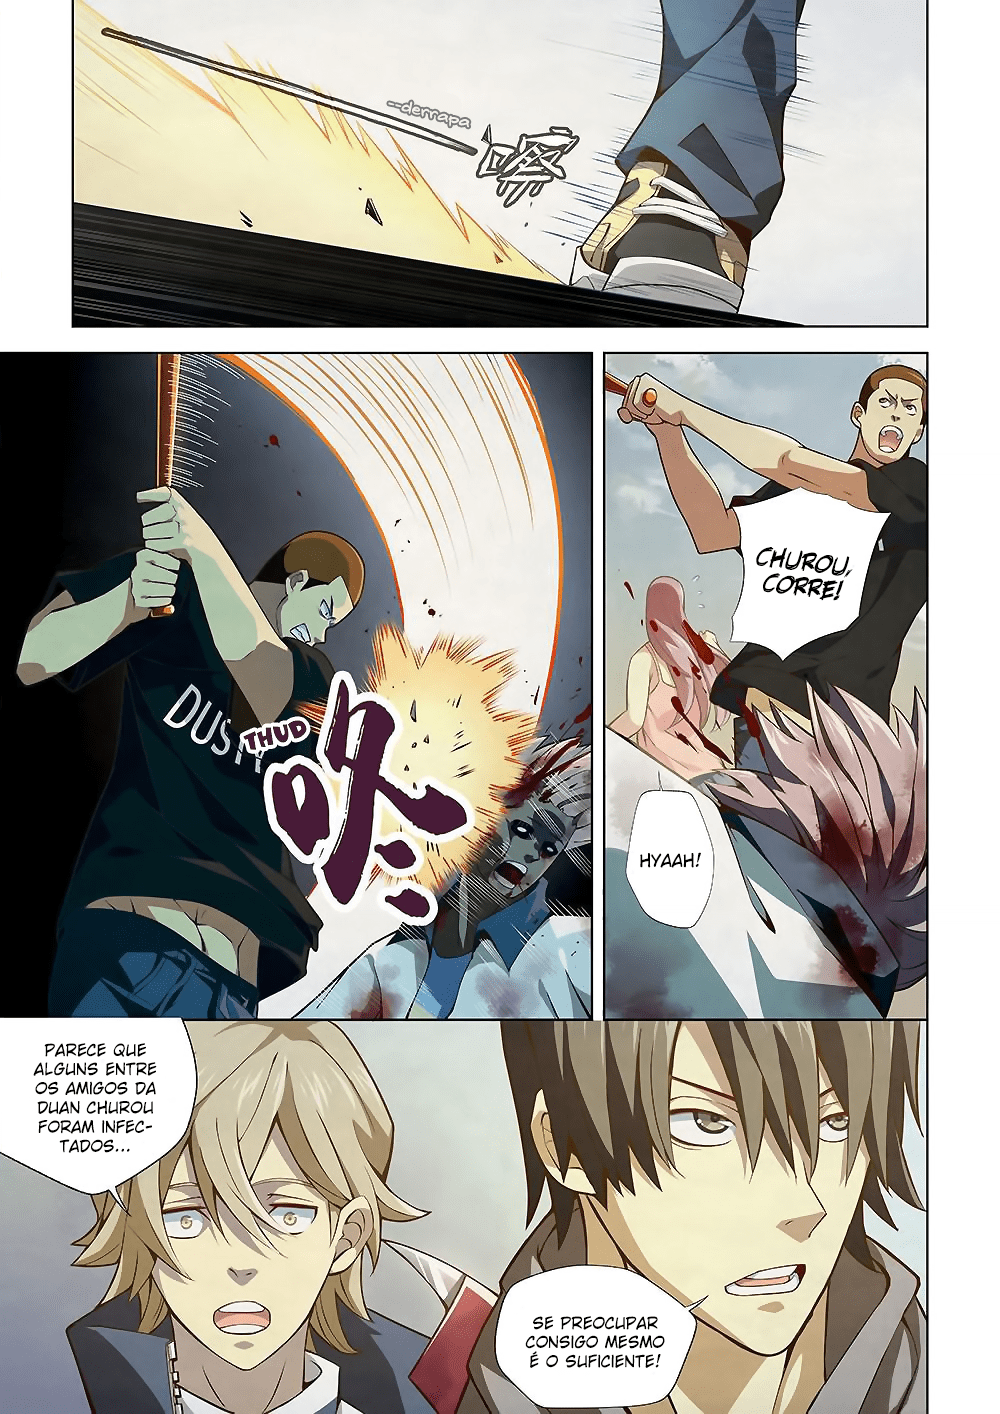 --derrapa
CHUROU,
CORRE!
HYAAH!
DUSH
THUD
咚
PARECE QUE
ALGUNS ENTRE
OS AMIGOS DA
DUAN CHUROU
FORAM INFEC-
TADOS...
SE PREOCUPAR
CONSIGO MESMO
É O SUFICIENTE!